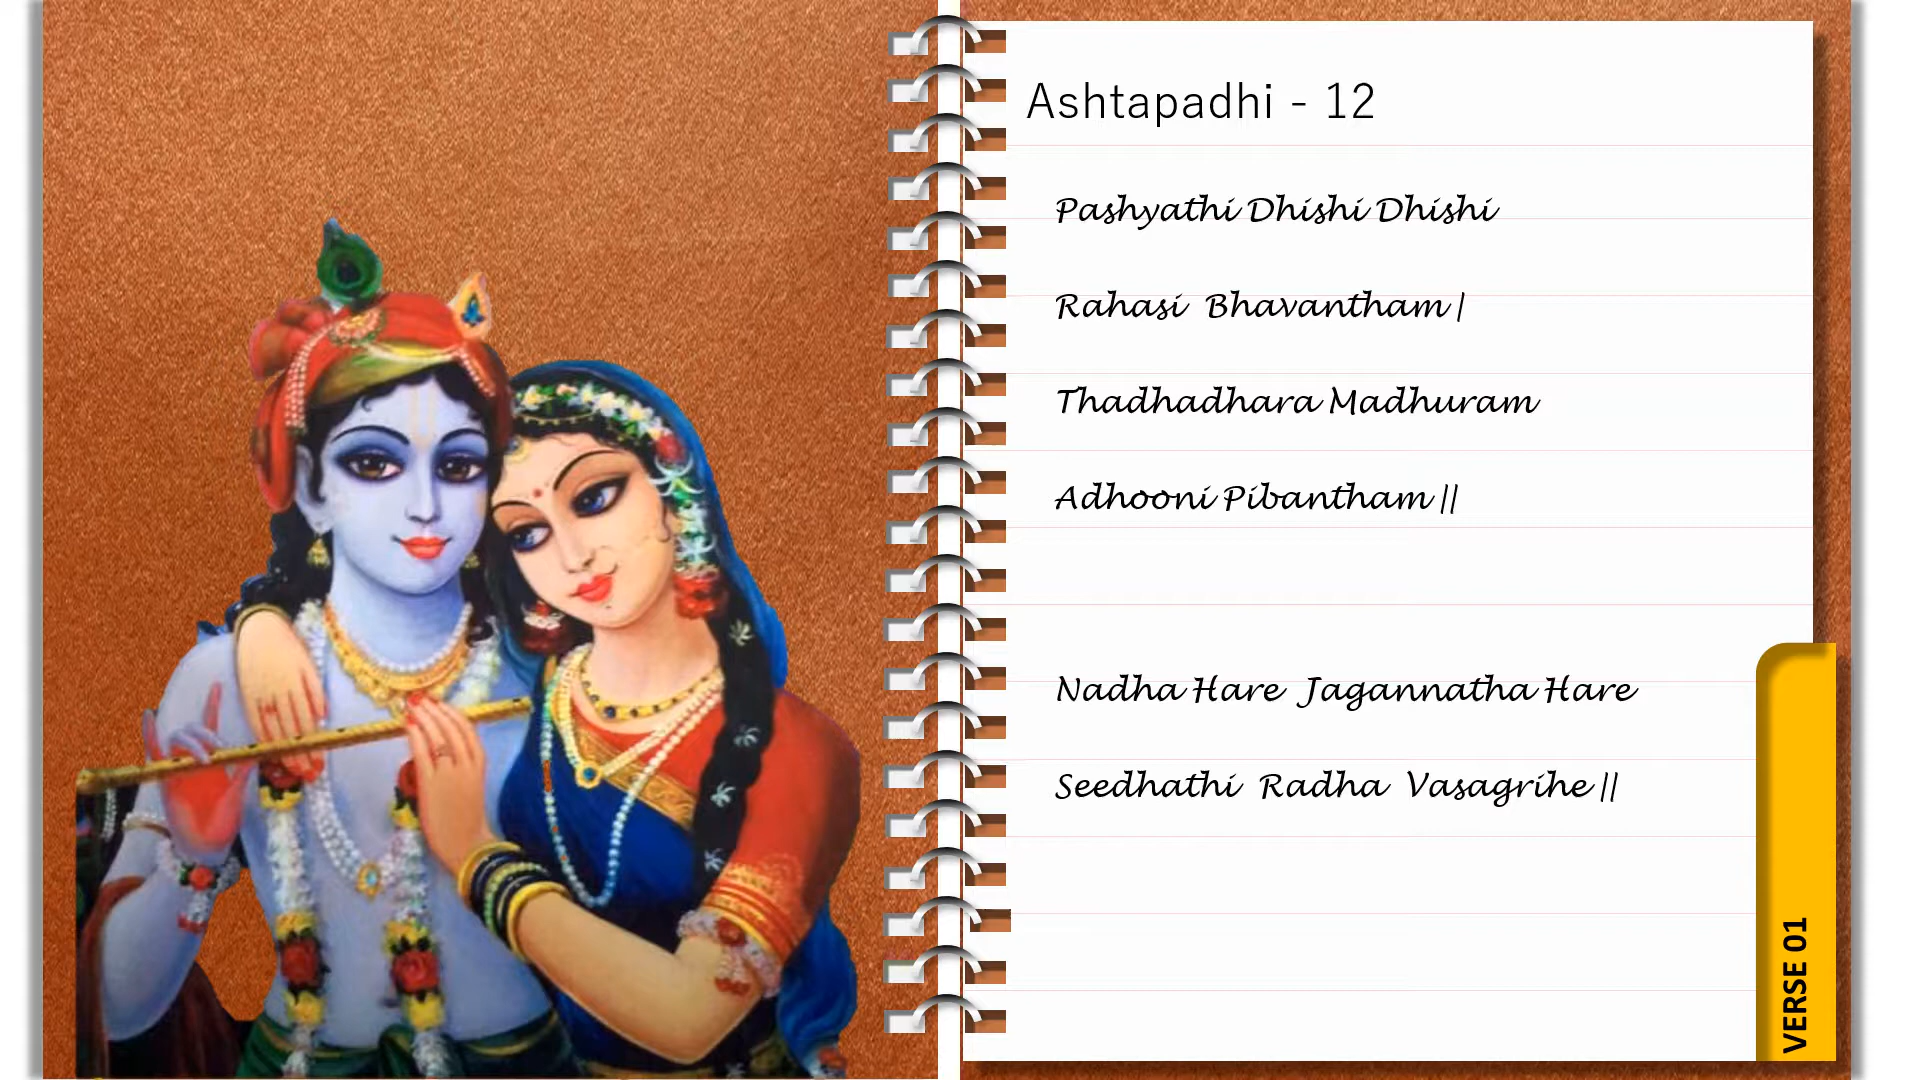 Ashtapadhi - 12
Pashyathi Dhishi Dhishi
Rahasi Bhavantham |
Thadhadhara Madhuram
Adhooni Pibantham ||
Nadha Hare Jagannatha Hare
Seedhathi Radha Vasagrihe ||
VERSE 01